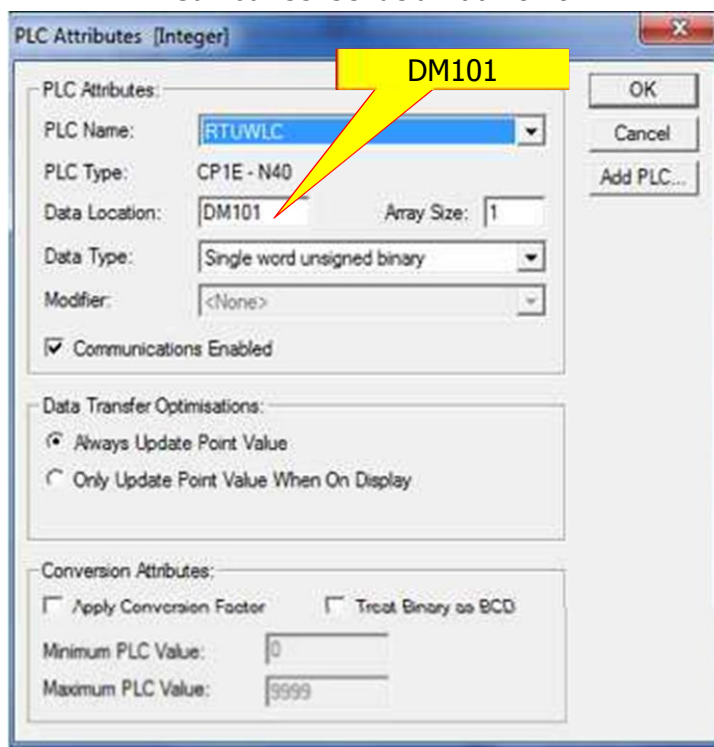 PLC Attributes [Integer]
DM101
PLC Attributes:
OK
PLC Name: RTUWLC
Cancel
PLC Type: CP1E - N40
Add PLC...
Data Location: DM101 Array Size: 1
Data Type: Single word unsigned binary
Modifier: <None>
Communications Enabled
Data Transfer Optimisations:
Always Update Point Value
Only Update Point Value When On Display
Conversion Attributes:
Apply Conversion Factor Treat Binary as BCD
Minimum PLC Value: 0
Maximum PLC Value: 9999